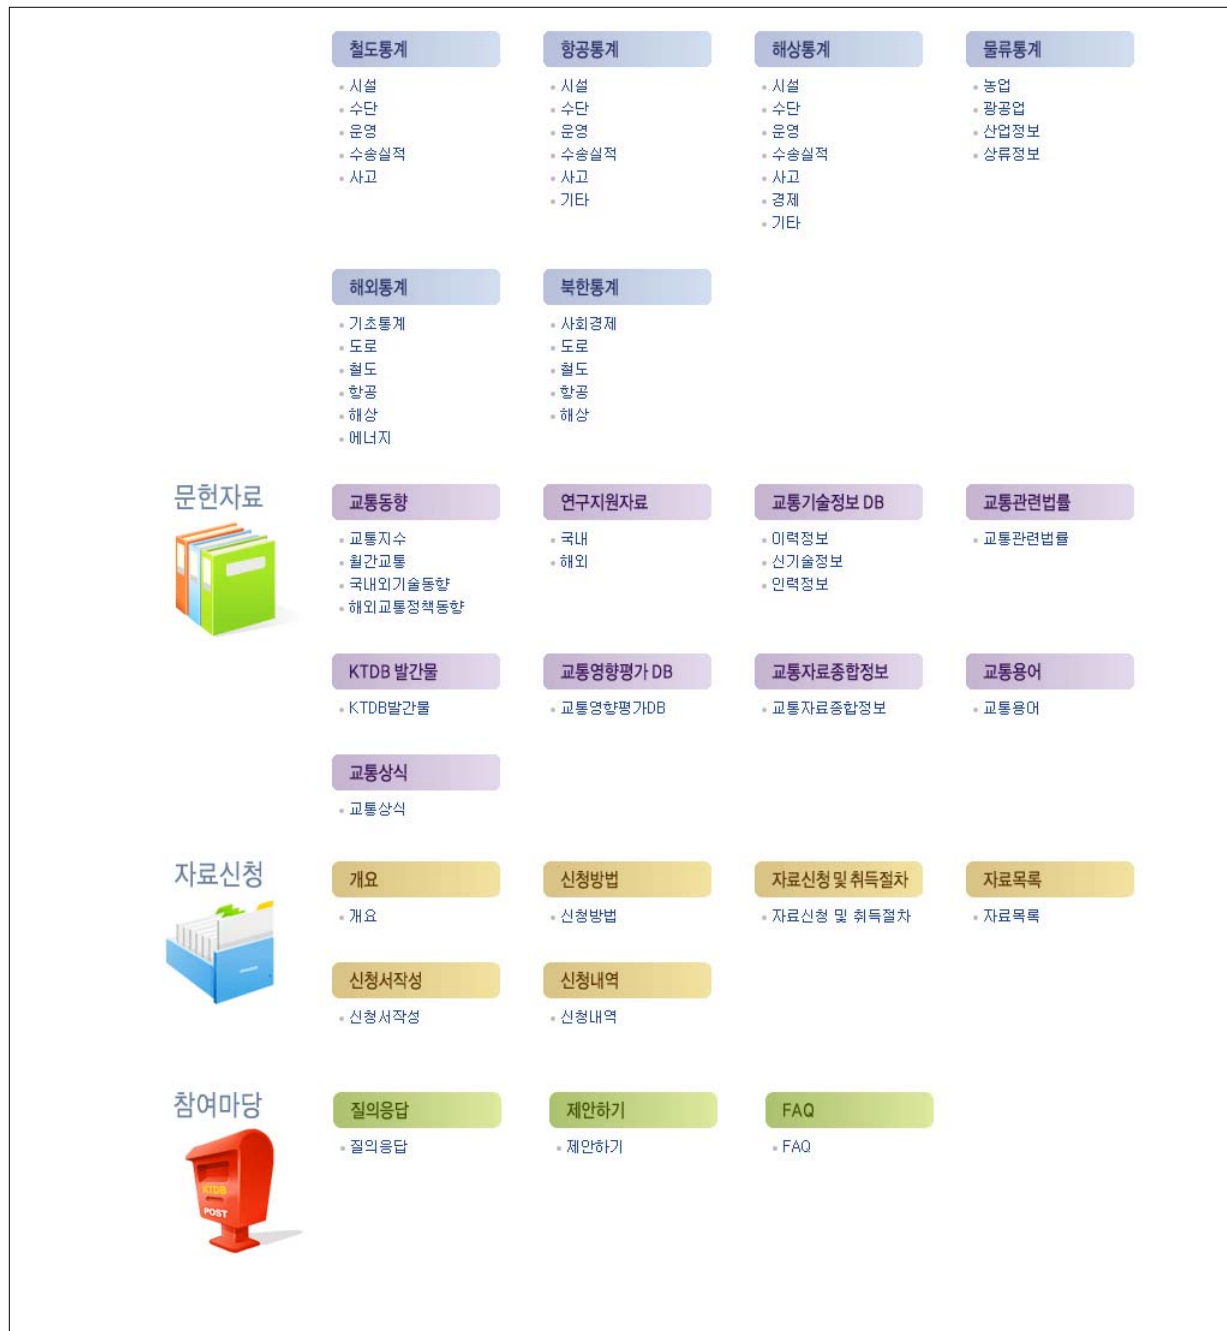 철도통계
시설
수단
운영
수송실적
사고
항공통계
시설
수단
운영
수송실적
사고
기타
해상통계
시설
수단
운영
수송실적
사고
경제
기타
물류통계
농업
광공업
산업정보
상류정보
해외통계
기초통계
도로
철도
항공
해상
에너지
북한통계
사회경제
도로
철도
항공
해상
문헌자료
교통동향
교통지수
월간교통
국내외기술동향
해외교통정책동향
연구지원자료
국내
해외
교통기술정보 DB
이력정보
신기술정보
인력정보
교통관련법률
교통관련법률
KTDB 발간물
KTDB발간물
교통영향평가 DB
교통영향평가DB
교통자료종합정보
교통자료종합정보
교통용어
교통용어
교통상식
교통상식
자료신청
개요
개요
신청방법
신청방법
자료신청 및 취득절차
자료신청 및 취득절차
자료목록
자료목록
신청서작성
신청서작성
신청내역
신청내역
참여마당
KTDB
POST
질의응답
질의응답
제안하기
제안하기
FAQ
FAQ